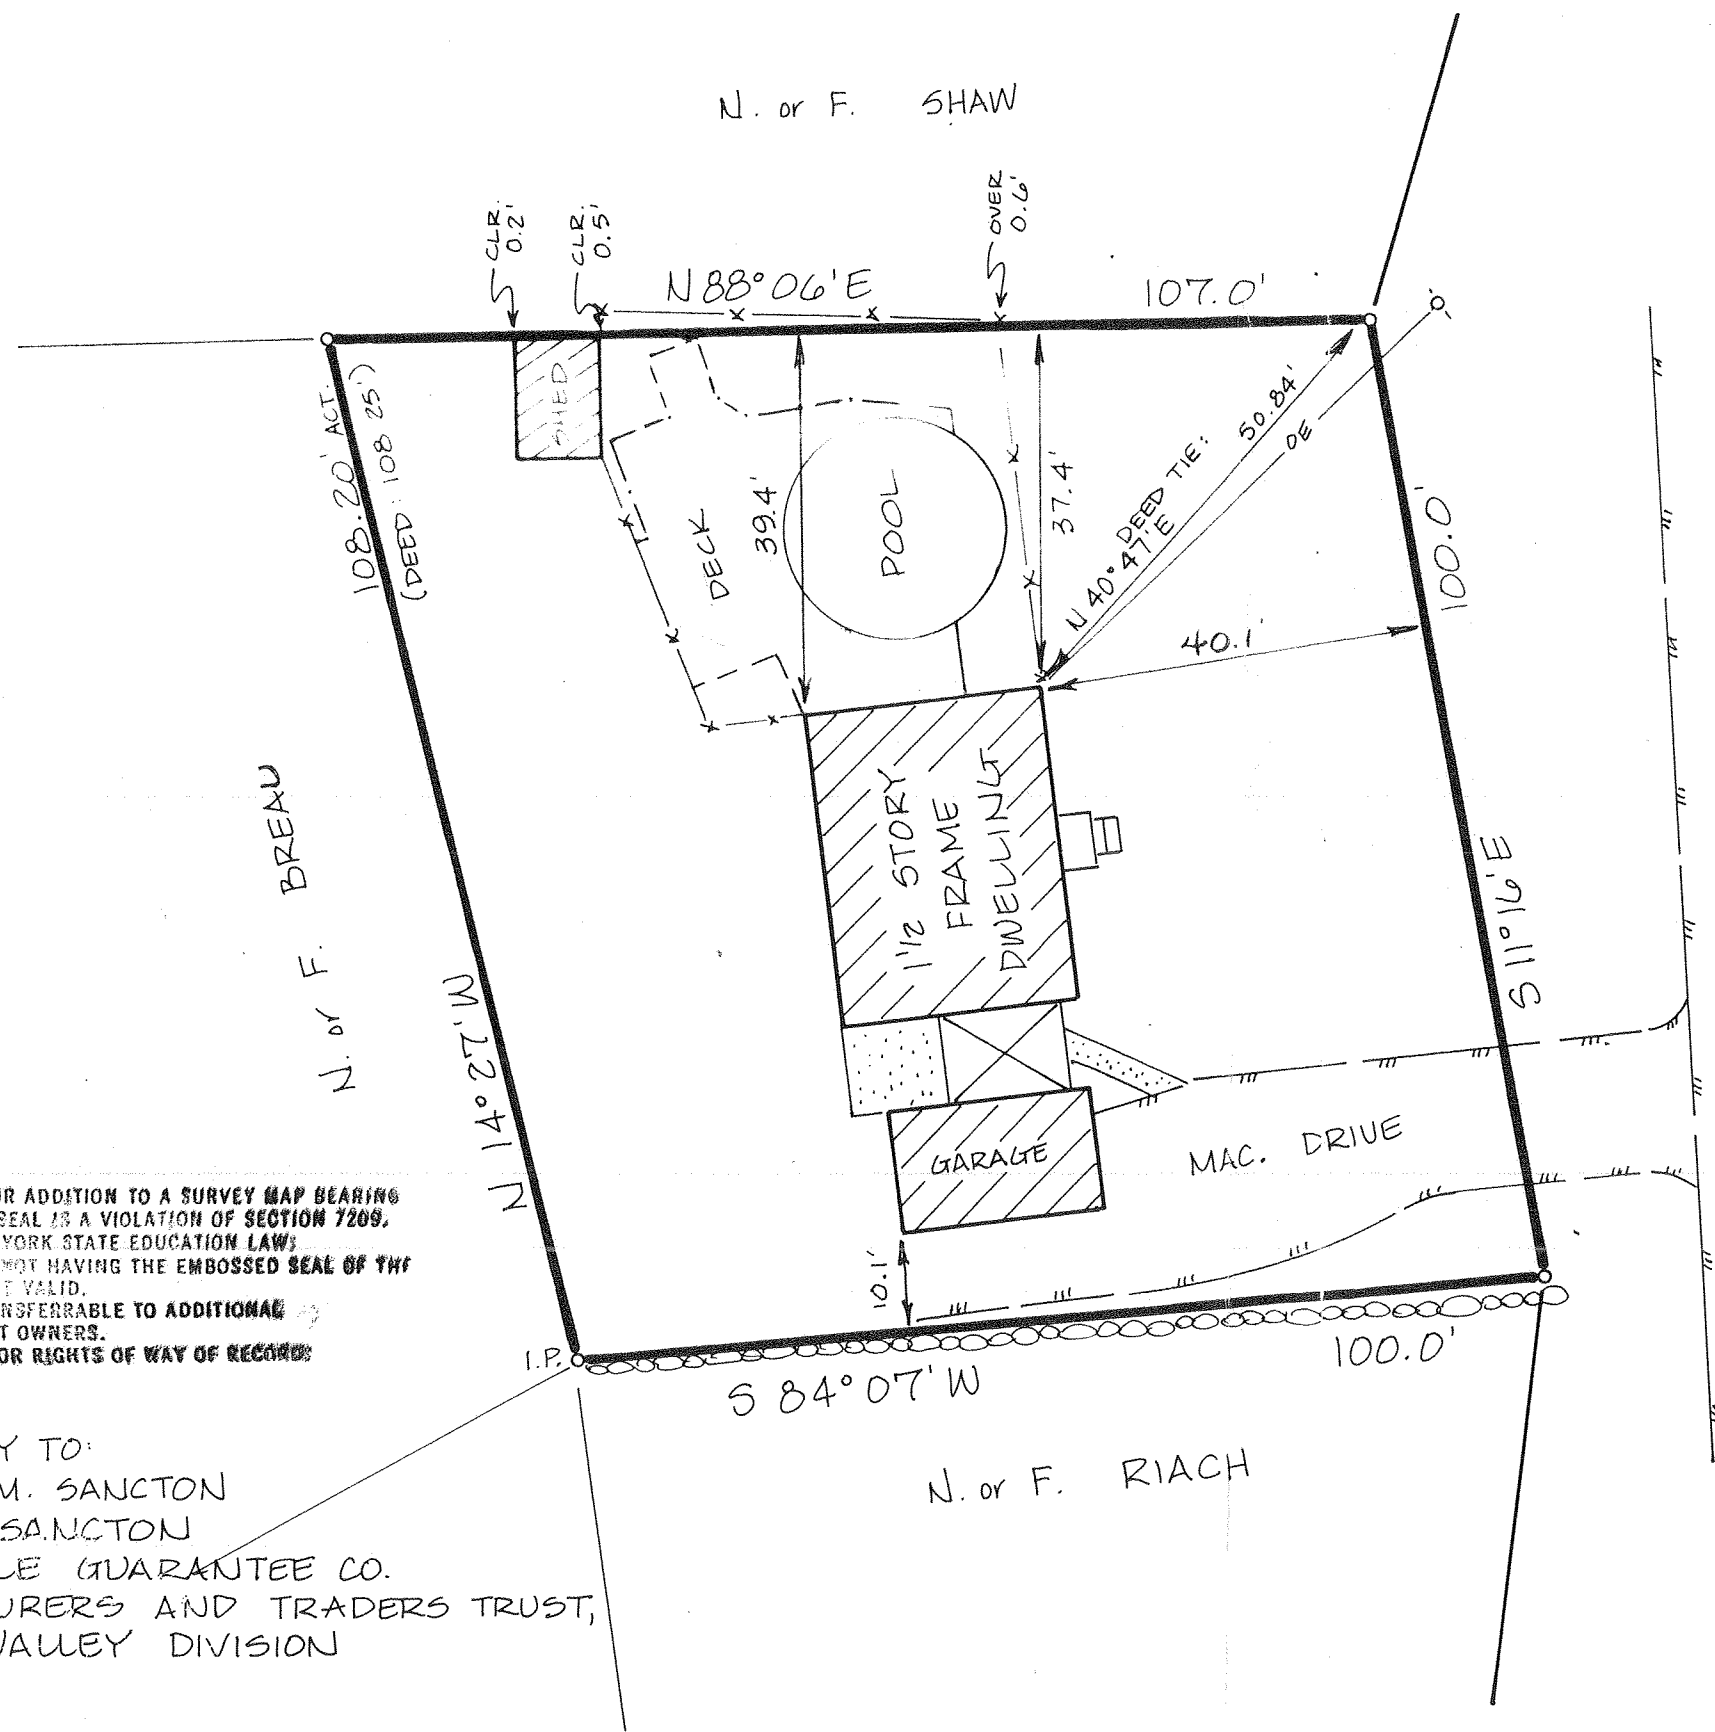 N. or F. SHAW
CLR.
0.2'
CLR.
0.5'
OVER
0.6'
N 88° 06' E
107.0'
108.20' ACT.
(DEED: 108 25')
SHED
DECK
39.4'
POOL
37.4'
DEED TIE:
N 40° 47' E
50.84'
OE
100.0'
40.1'
S 11° 16' E
N. or F. BREAU
N 14° 27' W
1 1/2 STORY
FRAME
DWELLING
GARAGE
MAC. DRIVE
10.1'
I.P.
S 84° 07' W
100.0'
N. or F. RIACH
R ADDITION TO A SURVEY MAP BEARING
SEAL IS A VIOLATION OF SECTION 7209,
YORK STATE EDUCATION LAW;
NOT HAVING THE EMBOSSED SEAL OF THE
T VALID.
NSFERRABLE TO ADDITIONAL
T OWNERS.
OR RIGHTS OF WAY OF RECORD:
Y TO:
M. SANCTON
SANCTON
LE GUARANTEE CO.
URERS AND TRADERS TRUST,
VALLEY DIVISION